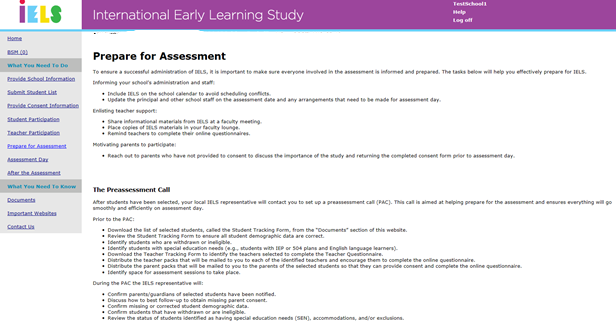 IELS
International Early Learning Study
TestSchool1
Help
Log off
Home
BSM (0)
What You Need To Do
Provide School Information
Submit Student List
Provide Consent Information
Student Participation
Teacher Participation
Prepare for Assessment
Assessment Day
After the Assessment
What You Need To Know
Documents
Important Websites
Contact Us
Prepare for Assessment
To ensure a successful administration of IELS, it is important to make sure everyone involved in the assessment is informed and prepared. The tasks below will help you effectively prepare for IELS.
Informing your school's administration and staff:
• Include IELS on the school calendar to avoid scheduling conflicts.
• Update the principal and other school staff on the assessment date and any arrangements that need to be made for assessment day.
Enlisting teacher support:
• Share informational materials from IELS at a faculty meeting.
• Place copies of IELS materials in your faculty lounge.
• Remind teachers to complete their online questionnaires.
Motivating parents to participate:
• Reach out to parents who have not provided to consent to discuss the importance of the study and returning the completed consent form prior to assessment day.
The Preassessment Call
After students have been selected, your local IELS representative will contact you to set up a preassessment call (PAC). This call is aimed at helping prepare for the assessment and ensures everything will go
smoothly and efficiently on assessment day.
Prior to the PAC:
• Download the list of selected students, called the Student Tracking Form, from the "Documents" section of this website.
• Review the Student Tracking Form to ensure all student demographic data are correct.
• Identify students who are withdrawn or ineligible.
• Identify students with special education needs (e.g., students with IEP or 504 plans and English language learners).
• Download the Teacher Tracking Form to identify the teachers selected to complete the Teacher Questionnaire.
• Distribute the teacher packs that will be mailed to you to each of the identified teachers and encourage them to complete the online questionnaire.
• Distribute the parent packs that will be mailed to you to the parents of the selected students so that they can provide consent and complete the online questionnaire.
• Identify space for assessment sessions to take place.
During the PAC the IELS representative will:
• Confirm parents/guardians of selected students have been notified.
• Discuss how to best follow-up to obtain missing parent consent.
• Confirm missing or corrected student demographic data.
• Confirm students that have withdrawn or are ineligible.
• Review the status of students identified as having special education needs (SEN), accommodations, and/or exclusions.